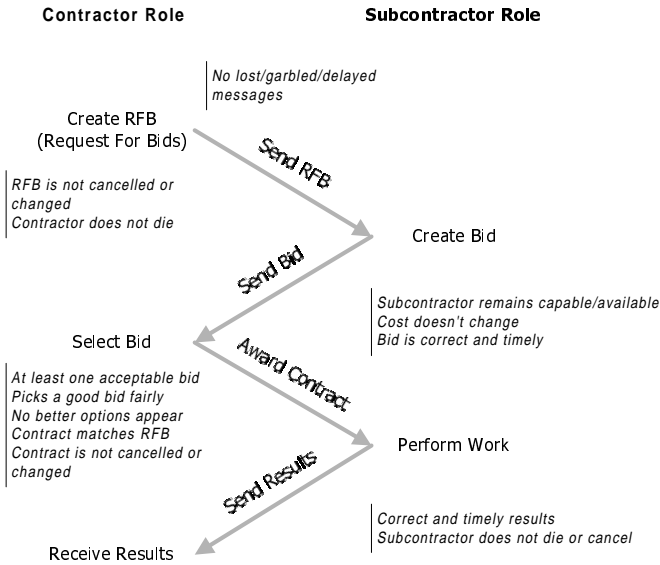 Contractor Role
Subcontractor Role
No lost/garbled/delayed
messages
Create RFB
(Request For Bids)
Send RFB
RFB is not cancelled or
changed
Contractor does not die
Create Bid
Send Bid
Subcontractor remains capable/available
Cost doesn't change
Bid is correct and timely
Select Bid
Award Contract
At least one acceptable bid
Picks a good bid fairly
No better options appear
Contract matches RFB
Contract is not cancelled or
changed
Perform Work
Send Results
Correct and timely results
Subcontractor does not die or cancel
Receive Results